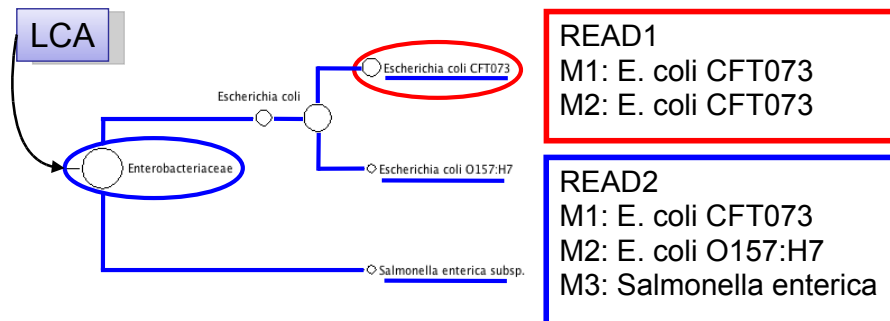 LCA
Escherichia coli CFT073
Escherichia coli
Enterobacteriaceae
Escherichia coli O157:H7
Salmonella enterica subsp.
READ1
M1: E. coli CFT073
M2: E. coli CFT073
READ2
M1: E. coli CFT073
M2: E. coli O157:H7
M3: Salmonella enterica